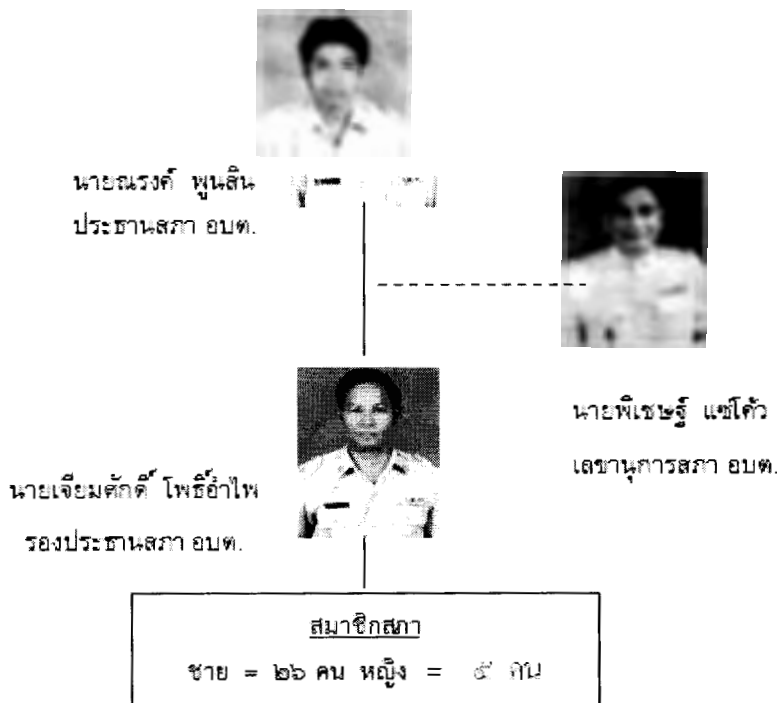 นายณรงค์ พูนสิน
ประธานสภา อบต.
นายพิเชษฐ์ แซ่โค้ว
เลขานุการสภา อบต.
นายเจียมศักดิ์ โพธิ์อำไพ
รองประธานสภา อบต.
สมาชิกสภา
ชาย = ๒๖ คน หญิง = ๕ คน